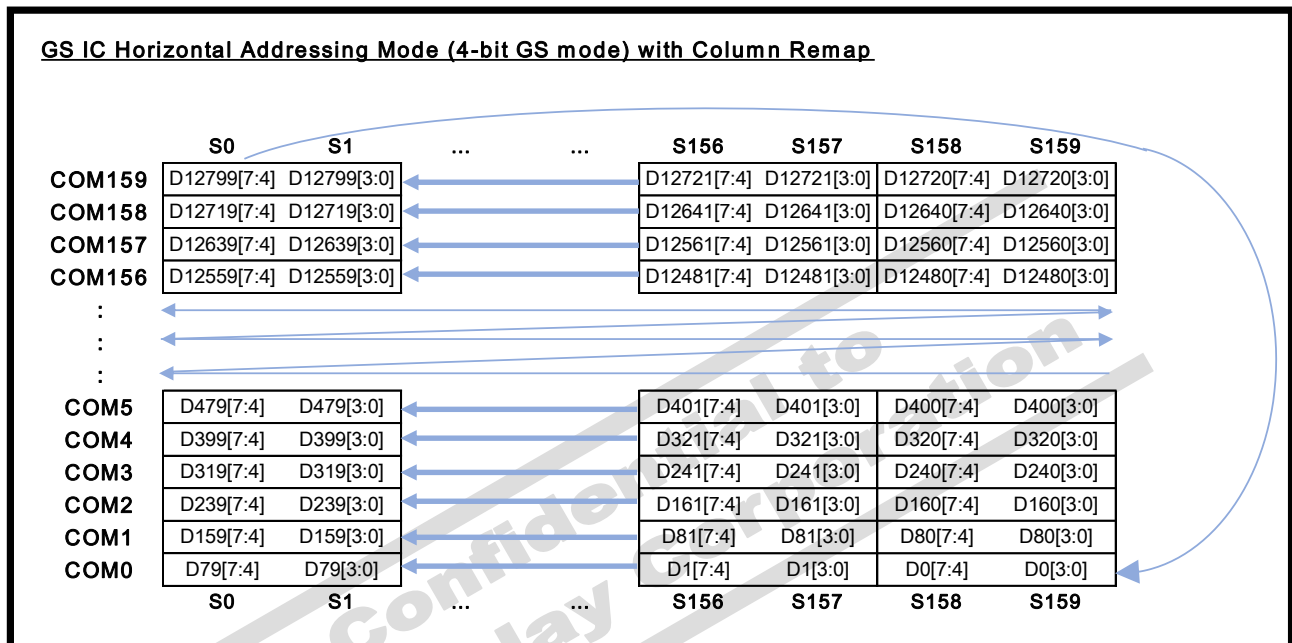 GS IC Horizontal Addressing Mode (4-bit GS mode) with Column Remap
S0 S1 ... ... S156 S157 S158 S159
COM159 D12799[7:4] D12799[3:0] D12721[7:4] D12721[3:0] D12720[7:4] D12720[3:0]
COM158 D12719[7:4] D12719[3:0] D12641[7:4] D12641[3:0] D12640[7:4] D12640[3:0]
COM157 D12639[7:4] D12639[3:0] D12561[7:4] D12561[3:0] D12560[7:4] D12560[3:0]
COM156 D12559[7:4] D12559[3:0] D12481[7:4] D12481[3:0] D12480[7:4] D12480[3:0]
:
:
:
COM5 D479[7:4] D479[3:0] D401[7:4] D401[3:0] D400[7:4] D400[3:0]
COM4 D399[7:4] D399[3:0] D321[7:4] D321[3:0] D320[7:4] D320[3:0]
COM3 D319[7:4] D319[3:0] D241[7:4] D241[3:0] D240[7:4] D240[3:0]
COM2 D239[7:4] D239[3:0] D161[7:4] D161[3:0] D160[7:4] D160[3:0]
COM1 D159[7:4] D159[3:0] D81[7:4] D81[3:0] D80[7:4] D80[3:0]
COM0 D79[7:4] D79[3:0] D1[7:4] D1[3:0] D0[7:4] D0[3:0]
S0 S1 ... ... S156 S157 S158 S159
Confidential to
lay Corporation